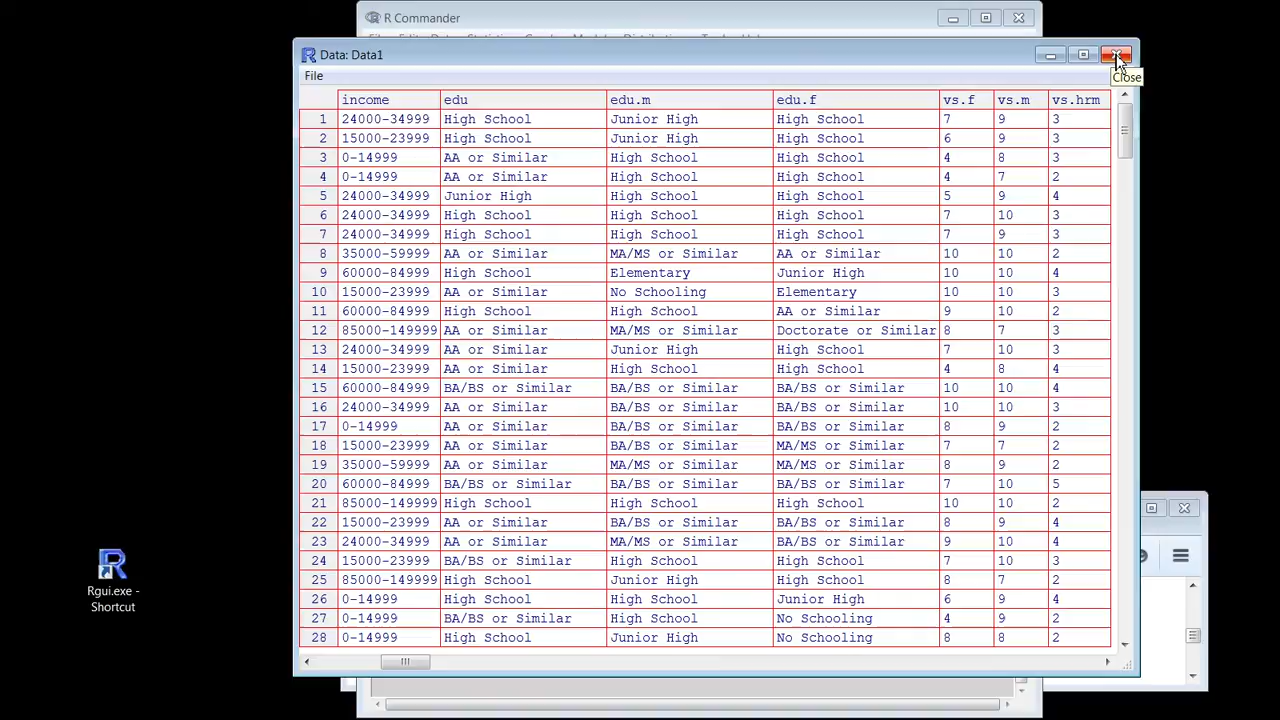 R Commander
Data: Data1
Close
File
income edu edu.m edu.f vs.f vs.m vs.hrm
1 24000-34999 High School Junior High High School 7 9 3
2 15000-23999 High School Junior High High School 6 9 3
3 0-14999 AA or Similar High School High School 4 8 3
4 0-14999 AA or Similar High School High School 4 7 2
5 24000-34999 Junior High High School High School 5 9 4
6 24000-34999 High School High School High School 7 10 3
7 24000-34999 High School High School High School 7 9 3
8 35000-59999 AA or Similar MA/MS or Similar AA or Similar 10 10 2
9 60000-84999 High School Elementary Junior High 10 10 4
10 15000-23999 AA or Similar No Schooling Elementary 10 10 3
11 60000-84999 High School High School AA or Similar 9 10 2
12 85000-149999 AA or Similar MA/MS or Similar Doctorate or Similar 8 7 3
13 24000-34999 AA or Similar Junior High High School 7 10 3
14 15000-23999 AA or Similar High School High School 4 8 4
15 60000-84999 BA/BS or Similar BA/BS or Similar BA/BS or Similar 10 10 4
16 24000-34999 AA or Similar BA/BS or Similar BA/BS or Similar 10 10 3
17 0-14999 AA or Similar BA/BS or Similar BA/BS or Similar 8 9 2
18 15000-23999 AA or Similar BA/BS or Similar MA/MS or Similar 7 7 2
19 35000-59999 AA or Similar MA/MS or Similar MA/MS or Similar 8 9 2
20 60000-84999 BA/BS or Similar BA/BS or Similar BA/BS or Similar 7 10 5
21 85000-149999 High School High School High School 10 10 2
22 15000-23999 AA or Similar BA/BS or Similar BA/BS or Similar 8 9 4
23 24000-34999 AA or Similar MA/MS or Similar BA/BS or Similar 9 10 4
24 15000-23999 BA/BS or Similar High School High School 7 10 3
25 85000-149999 High School Junior High High School 8 7 2
26 0-14999 High School High School Junior High 6 9 4
27 0-14999 BA/BS or Similar High School No Schooling 4 9 2
28 0-14999 High School Junior High No Schooling 8 8 2
Rgui.exe -
Shortcut